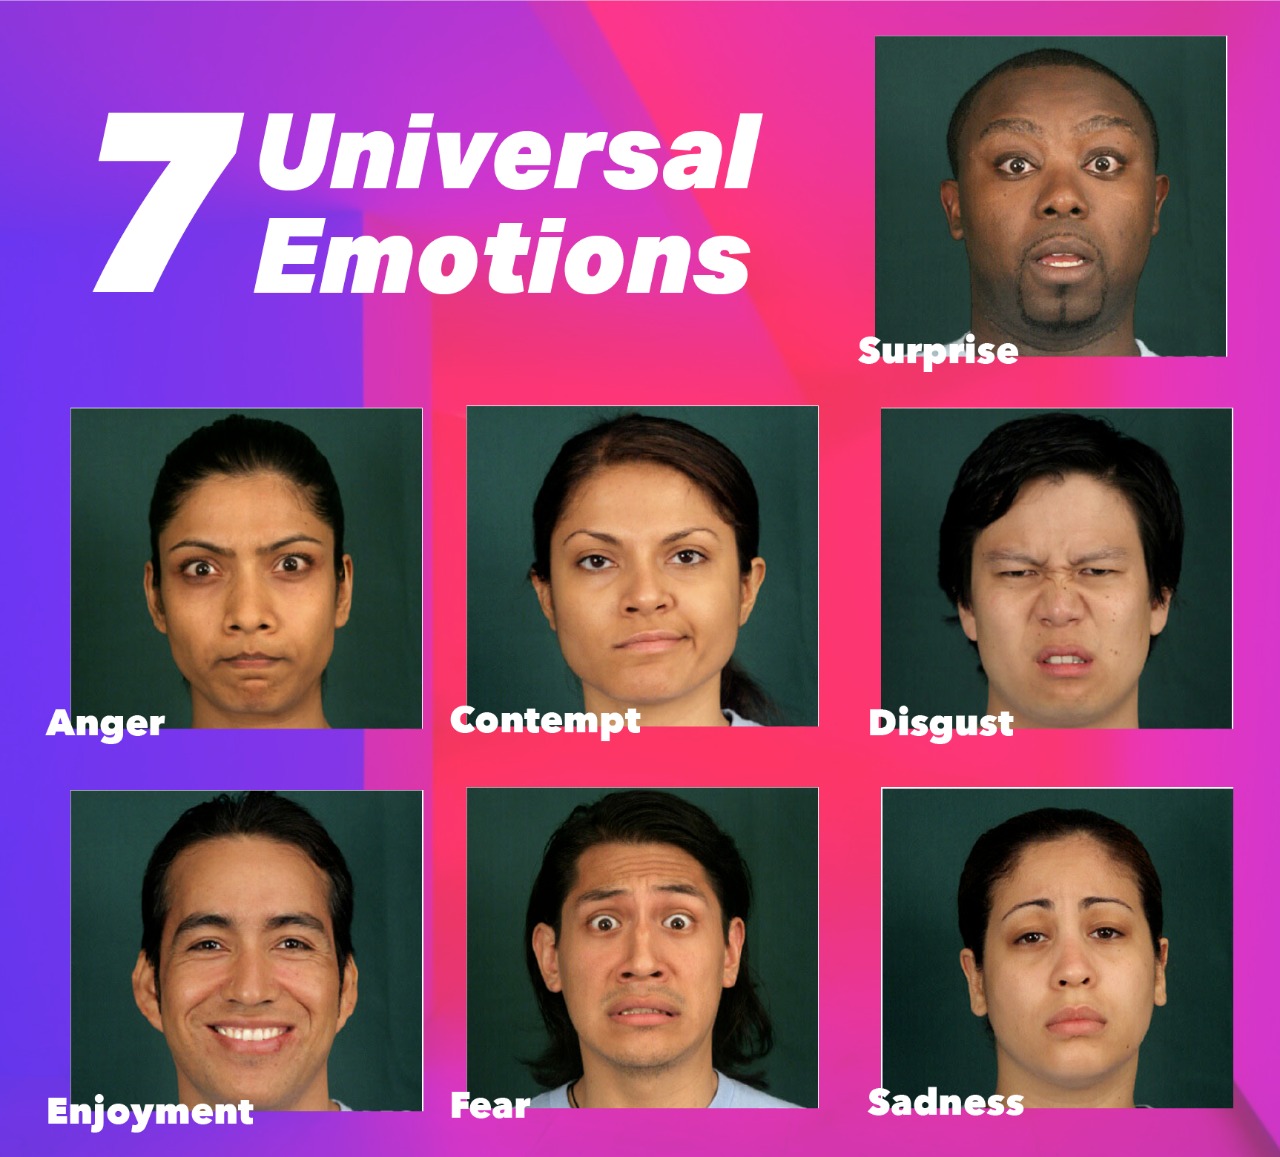 7 Universal
Emotions
Surprise
Anger
Contempt
Disgust
Enjoyment
Fear
Sadness